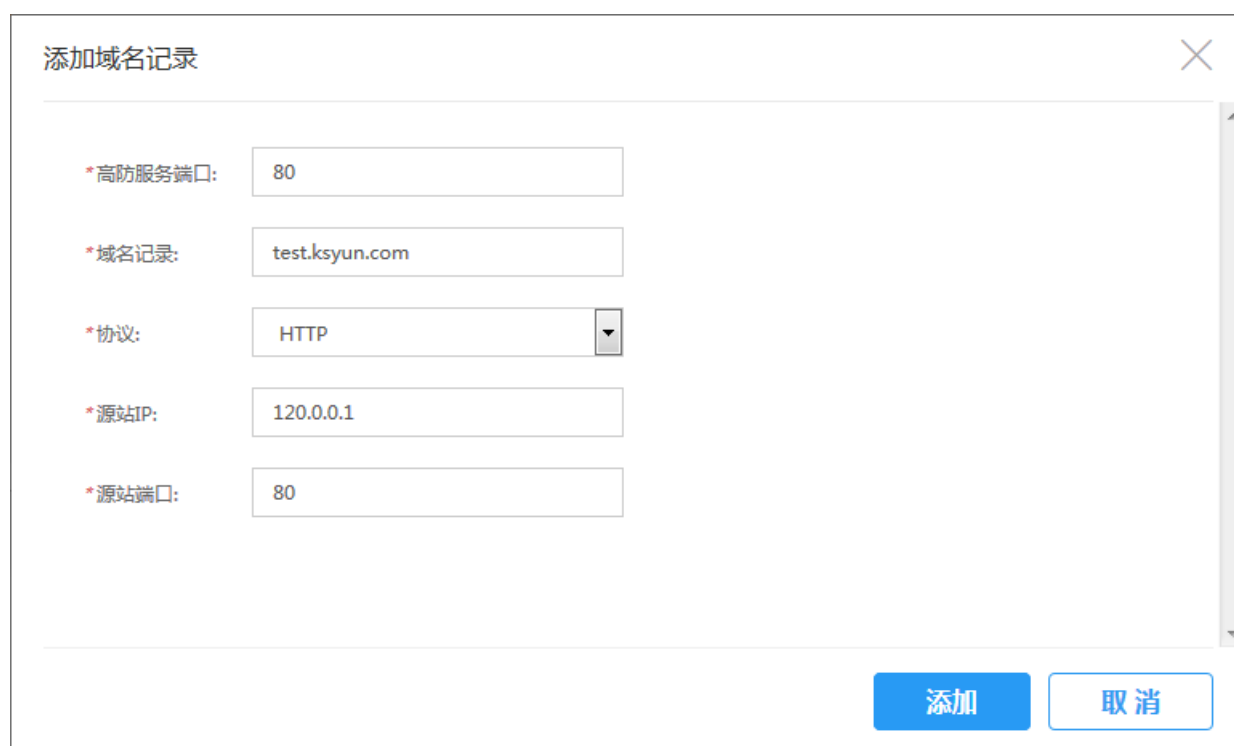 添加域名记录
*高防服务端口: 80
*域名记录: test.ksyun.com
*协议: HTTP
*源站IP: 120.0.0.1
*源站端口: 80
添加 取消